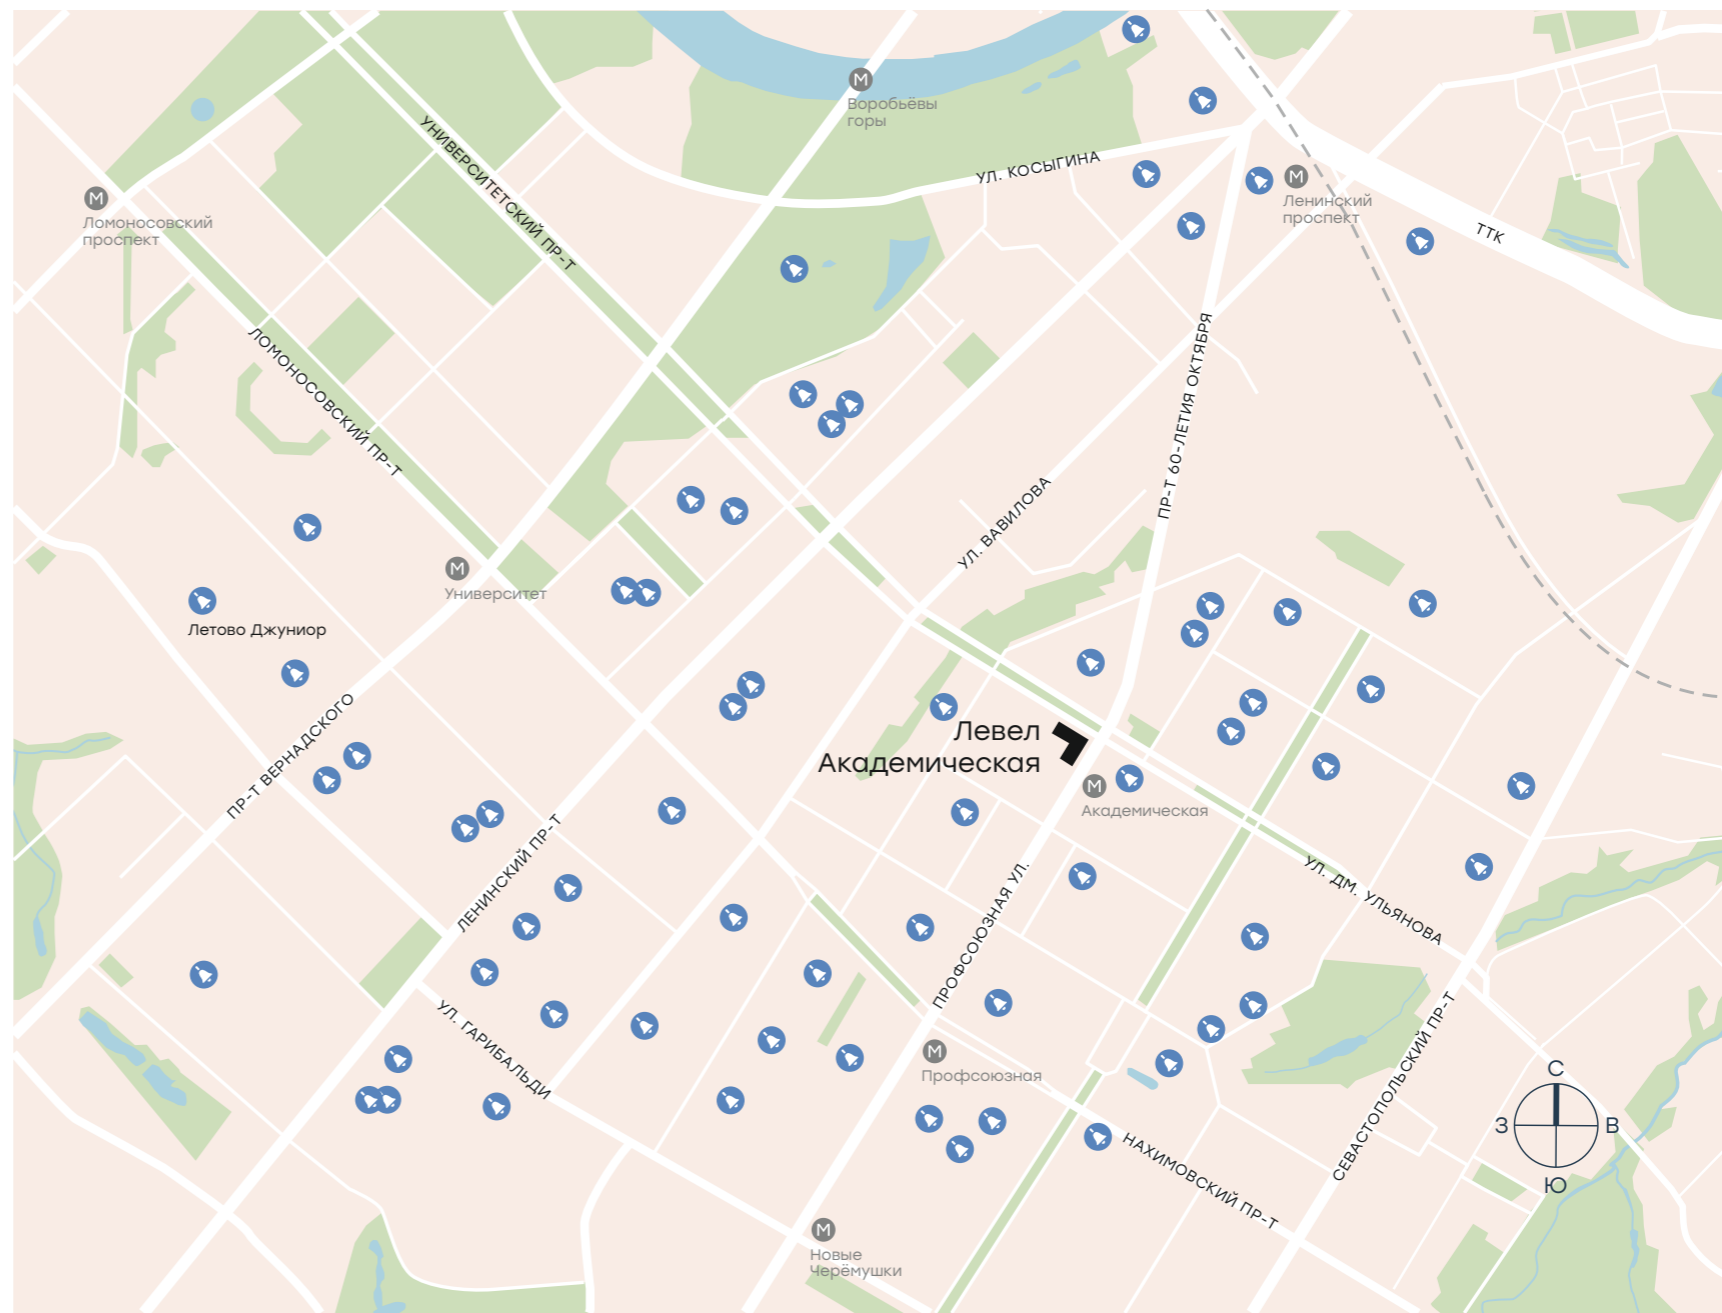 М
Воробьёвы
горы
УНИВЕРСИТЕТСКИЙ ПР-Т
УЛ. КОСЫГИНА
М
Ленинский
проспект
М
Ломоносовский
проспект
ТТК
ЛОМОНОСОВСКИЙ ПР-Т
ПР-Т 60-ЛЕТИЯ ОКТЯБРЯ
УЛ. ВАВИЛОВА
М
Университет
Летово Джуниор
Левел
Академическая
ПР-Т ВЕРНАДСКОГО
М
Академическая
ЛЕНИНСКИЙ ПР-Т
ПРОФСОЮЗНАЯ УЛ.
УЛ. ДМ. УЛЬЯНОВА
УЛ. ГАРИБАЛЬДИ
М
Профсоюзная
СЕВАСТОПОЛЬСКИЙ ПР-Т
С
З
В
Ю
НАХИМОВСКИЙ ПР-Т
М
Новые
Черёмушки